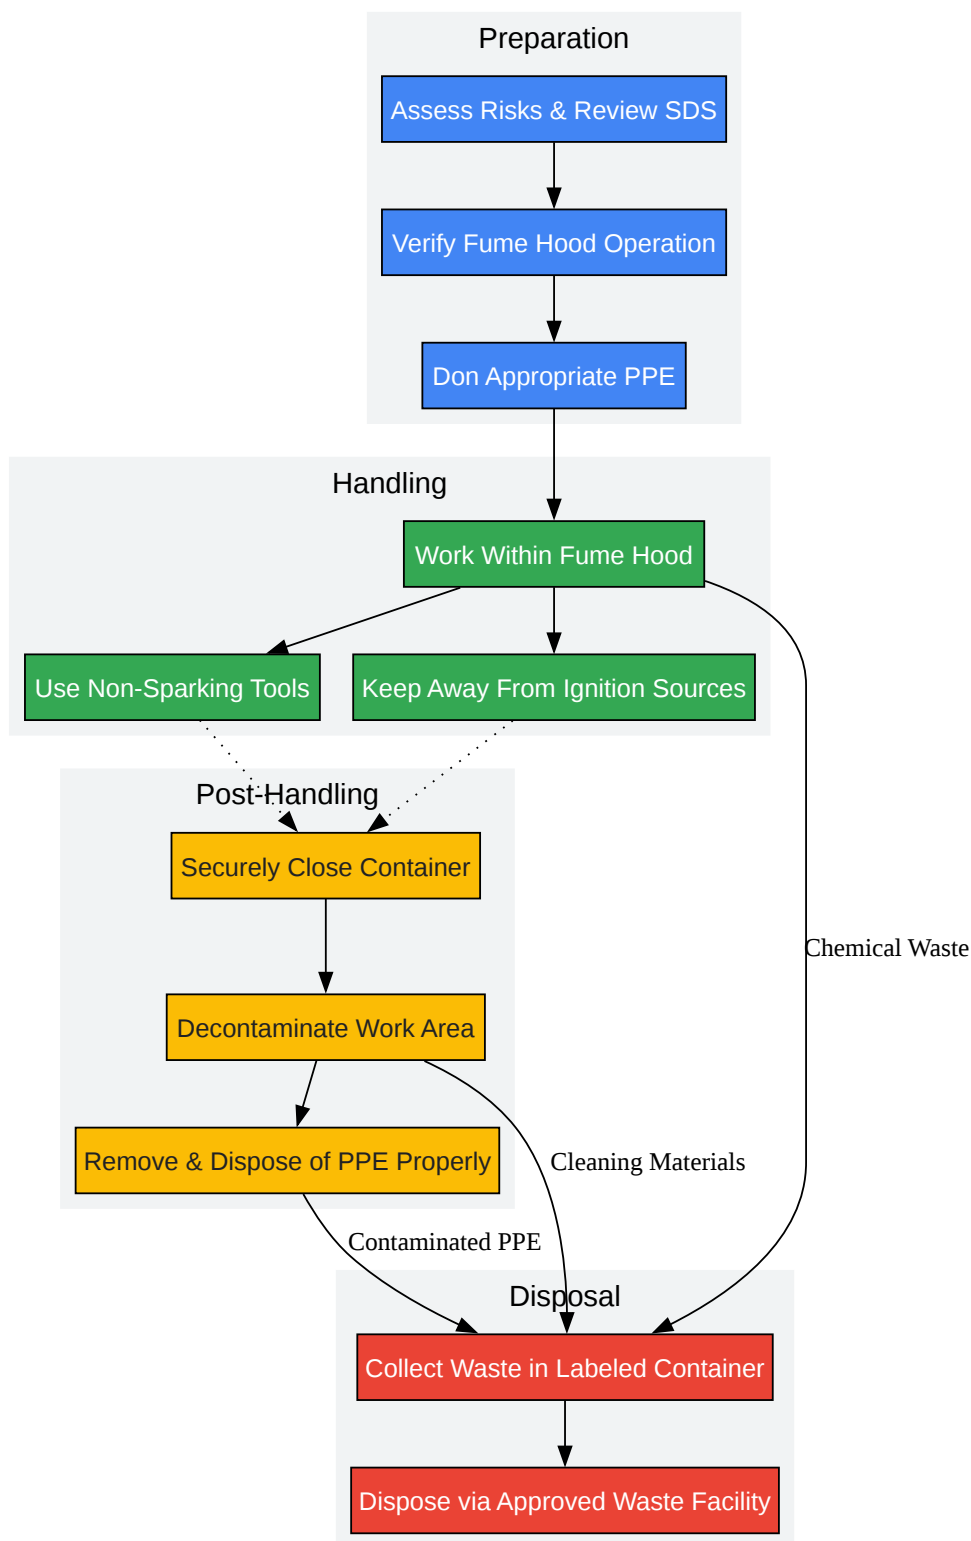 Preparation
Assess Risks & Review SDS
Verify Fume Hood Operation
Don Appropriate PPE
Handling
Work Within Fume Hood
Use Non-Sparking Tools
Keep Away From Ignition Sources
Post-Handling
Securely Close Container
Chemical Waste
Decontaminate Work Area
Remove & Dispose of PPE Properly
Cleaning Materials
Contaminated PPE
Disposal
Collect Waste in Labeled Container
Dispose via Approved Waste Facility